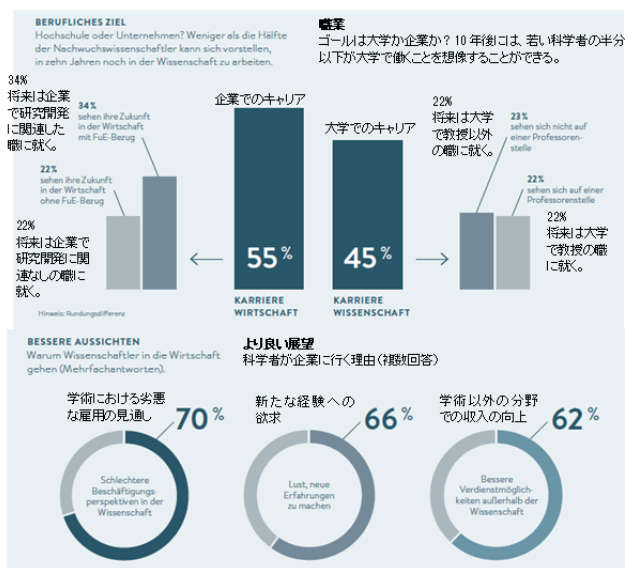 BERUFLICHES ZIEL
Hochschule oder Unternehmen? Weniger als die Hälfte
der Nachwuchswissenschaftler kann sich vorstellen,
in zehn Jahren noch in der Wissenschaft zu arbeiten.
職業
ゴールは大学か企業か？10年後には、若い科学者の半分
以下が大学で働くことを想像することができる。
34%
将来は企業
で研究開発
に関連した
職に就く。
34%
sehen ihre Zukunft
in der Wirtschaft
mit FuE-Bezug
22%
sehen ihre Zukunft
in der Wirtschaft
ohne FuE-Bezug
22%
将来は企業で
研究開発に関
連なしの職に
就く。
企業でのキャリア
55%
KARRIERE
WIRTSCHAFT
大学でのキャリア
45%
KARRIERE
WISSENSCHAFT
22%
将来は大学
で教授以外
の職に就く。
23%
sehen sich nicht auf
einer Professoren-
stelle
22%
sehen sich auf einer
Professorenstelle
22%
将来は大学
で教授の職
に就く。
Hinweis: Rundungsdifferenz
BESSERE AUSSICHTEN
Warum Wissenschaftler in die Wirtschaft
gehen (Mehrfachantworten).
より良い展望
科学者が企業に行く理由（複数回答）
学術における劣悪
な雇用の見通し
70%
Schlechtere
Beschäftigungs-
perspektiven in der
Wissenschaft
新たな経験への
欲求
66%
Lust, neue
Erfahrungen
zu machen
学術以外の分野
での収入の向上
62%
Bessere
Verdienstmöglich-
keiten außerhalb der
Wissenschaft